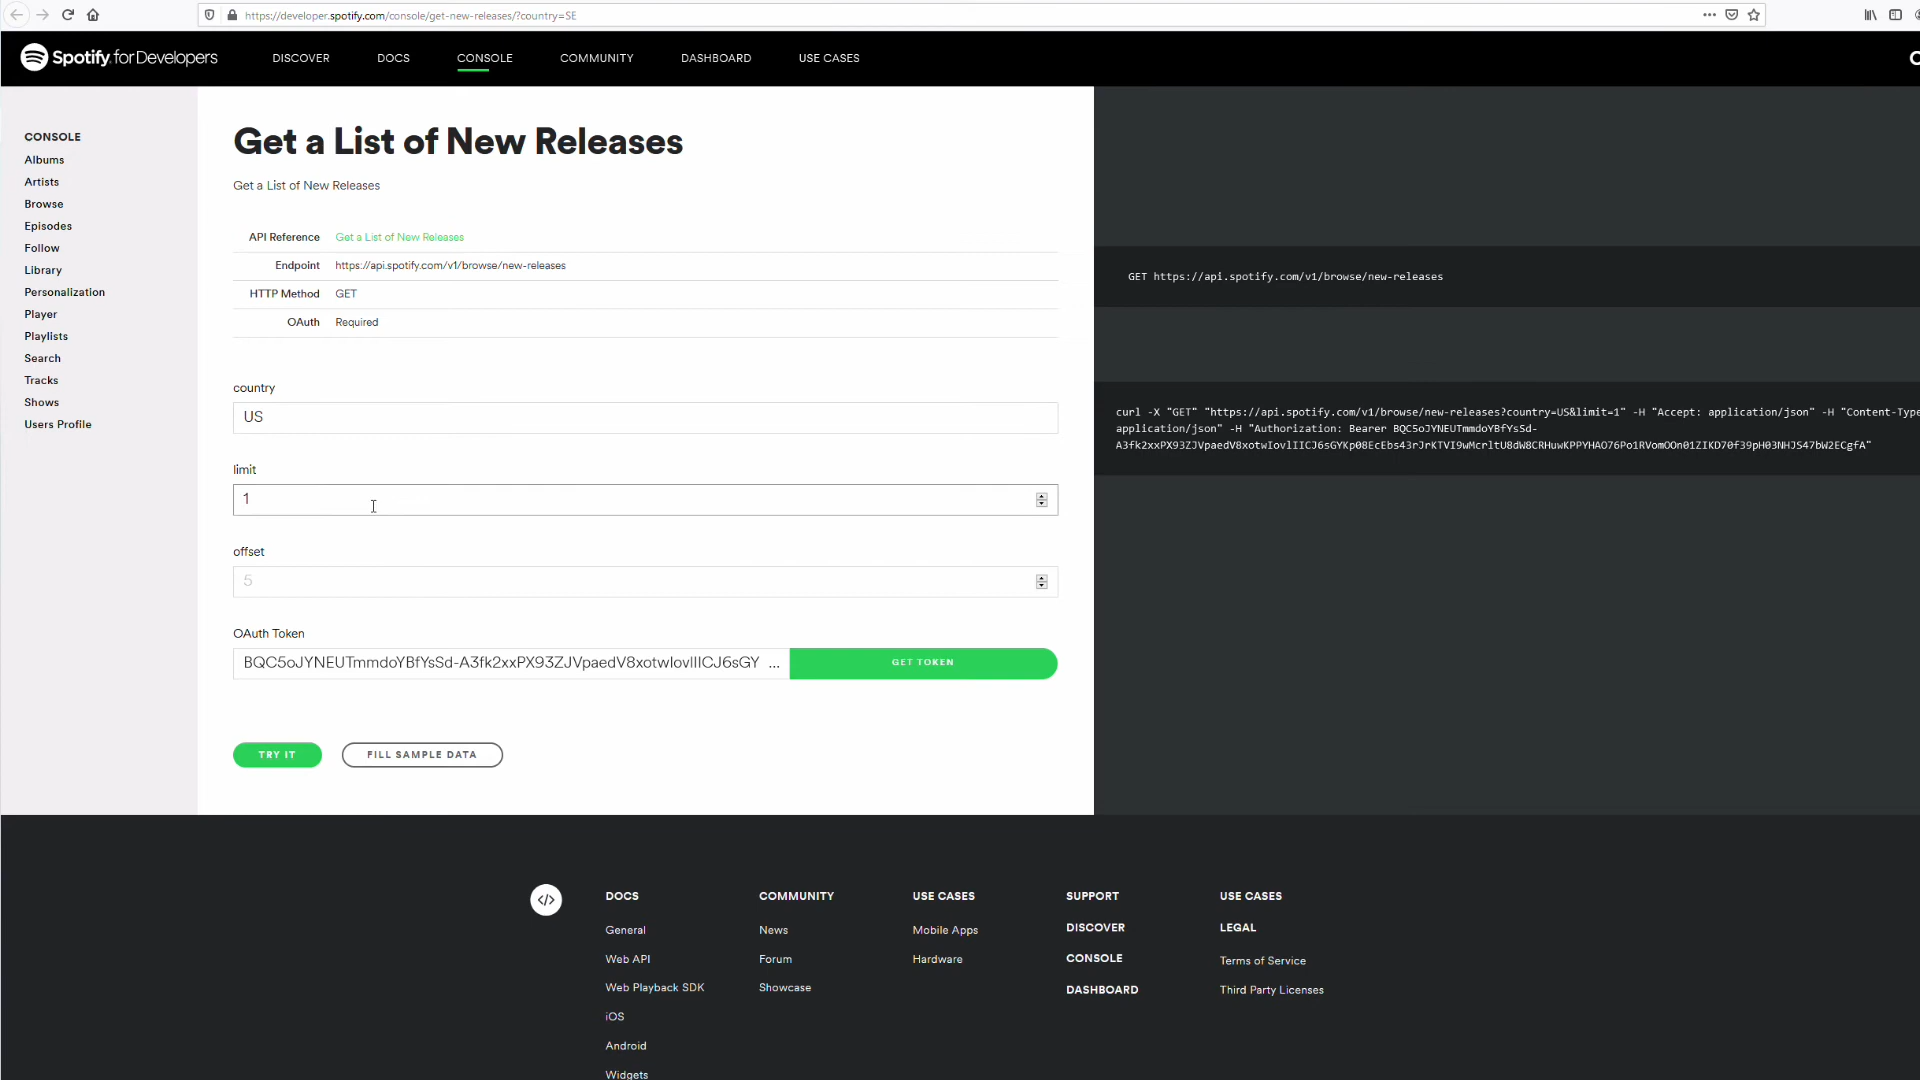 https://developer.spotify.com/console/get-new-releases/?country=SE
Spotify for Developers
DISCOVER
DOCS
CONSOLE
COMMUNITY
DASHBOARD
USE CASES
CONSOLE
Albums
Artists
Browse
Episodes
Follow
Library
Personalization
Player
Playlists
Search
Tracks
Shows
Users Profile
Get a List of New Releases
Get a List of New Releases
API Reference Get a List of New Releases
Endpoint https://api.spotify.com/v1/browse/new-releases
HTTP Method GET
OAuth Required
country
US
limit
1
offset
5
OAuth Token
BQC5oJYNEUTmmdoYBfYsSd-A3fk2xxPX93ZJVpaedV8xotwIovlIICJ6sGY ...
GET TOKEN
TRY IT
FILL SAMPLE DATA
GET https://api.spotify.com/v1/browse/new-releases
curl -X "GET" "https://api.spotify.com/v1/browse/new-releases?country=US&limit=1" -H "Accept: application/json" -H "Content-Type
application/json" -H "Authorization: Bearer BQC5oJYNEUTmmdoYBfYsSd-
A3fk2xxPX93ZJVpaedV8xotwIovlIICJ6sGYKp08EcEbs43rJrKTVI9wMcrltU8dW8CRHuwKPPYHAO76Po1RVomOOn01ZIKD70f39pH03NHJS47bW2ECgfA"
DOCS
General
Web API
Web Playback SDK
iOS
Android
Widgets
COMMUNITY
News
Forum
Showcase
USE CASES
Mobile Apps
Hardware
SUPPORT
DISCOVER
CONSOLE
DASHBOARD
USE CASES
LEGAL
Terms of Service
Third Party Licenses